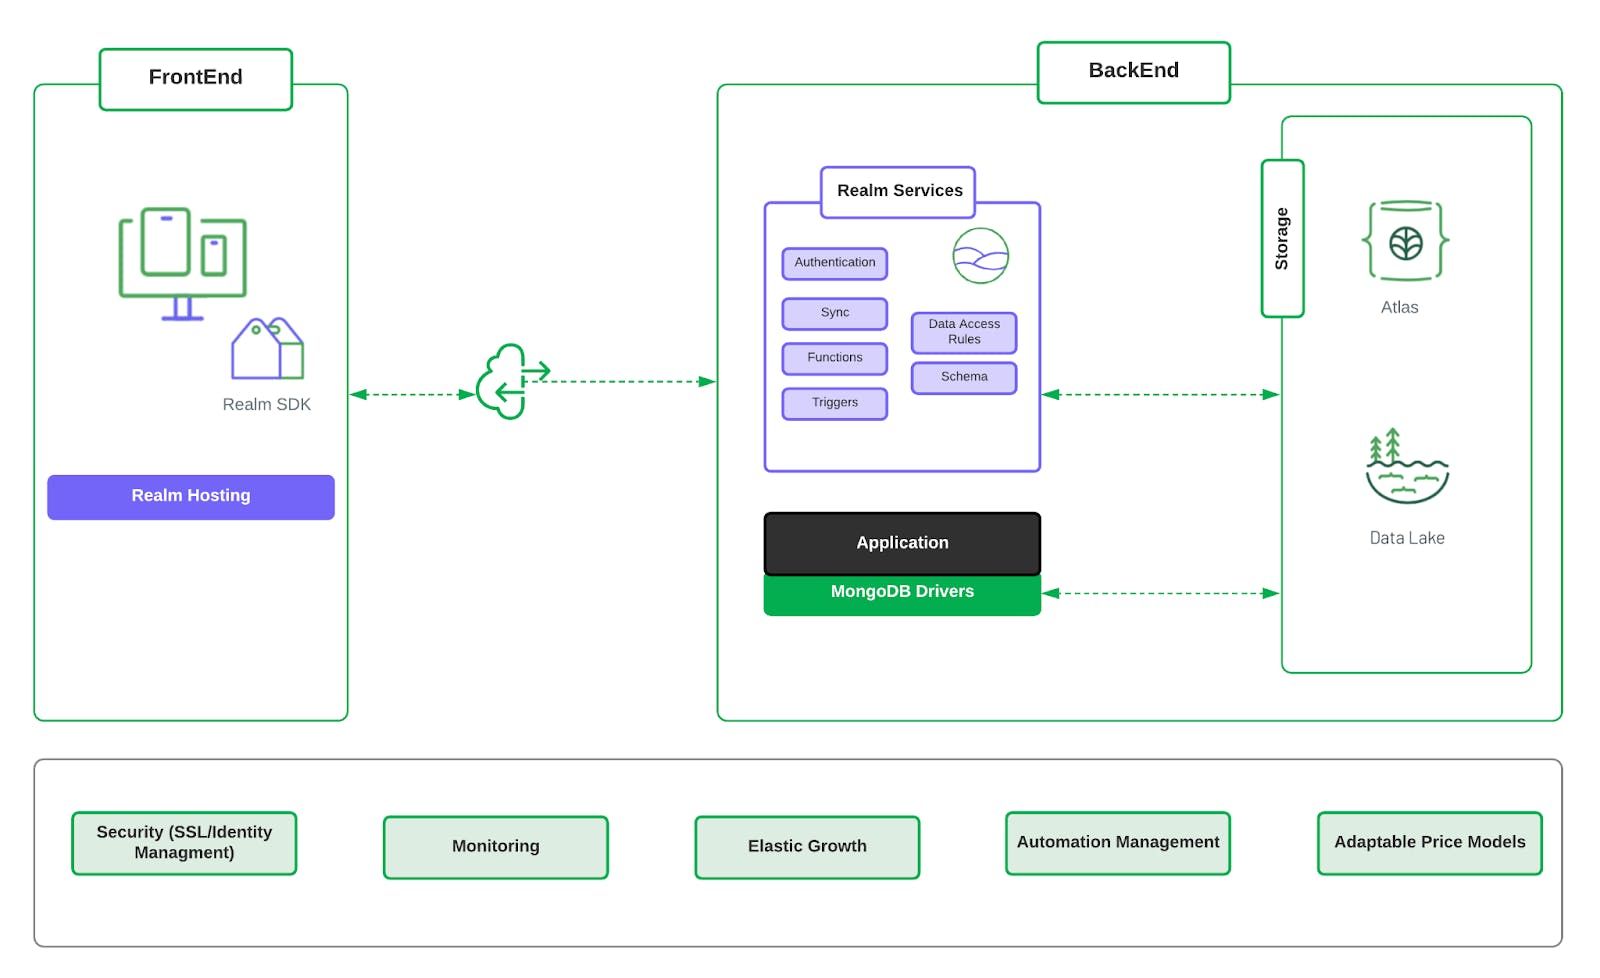 FrontEnd
Realm SDK
Realm Hosting
BackEnd
Realm Services
Authentication
Sync
Functions
Triggers
Data Access
Rules
Schema
Application
MongoDB Drivers
Storage
Atlas
Data Lake
Security (SSL/Identity
Managment)
Monitoring
Elastic Growth
Automation Management
Adaptable Price Models